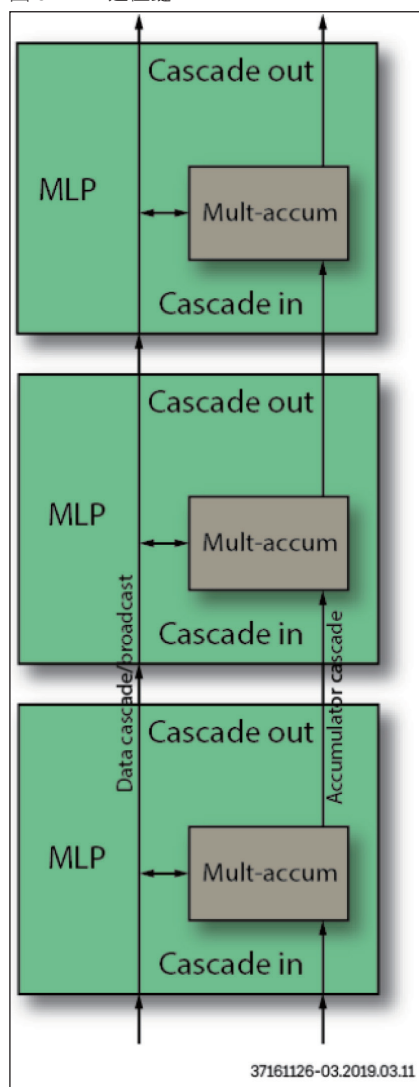 Cascade out
MLP
Mult-accum
Cascade in
Cascade out
MLP
Mult-accum
Cascade in
Data cascade/broadcast
Accumulator cascade
Cascade out
MLP
Mult-accum
Cascade in
37161126-03.2019.03.11